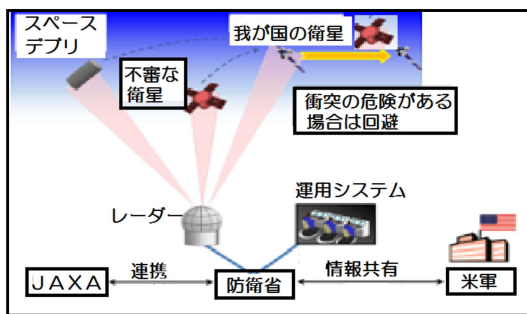 スペース
デブリ
我が国の衛星
不審な
衛星
衝突の危険がある
場合は回避
レーダー
運用システム
JAXA
連携
防衛省
情報共有
米軍